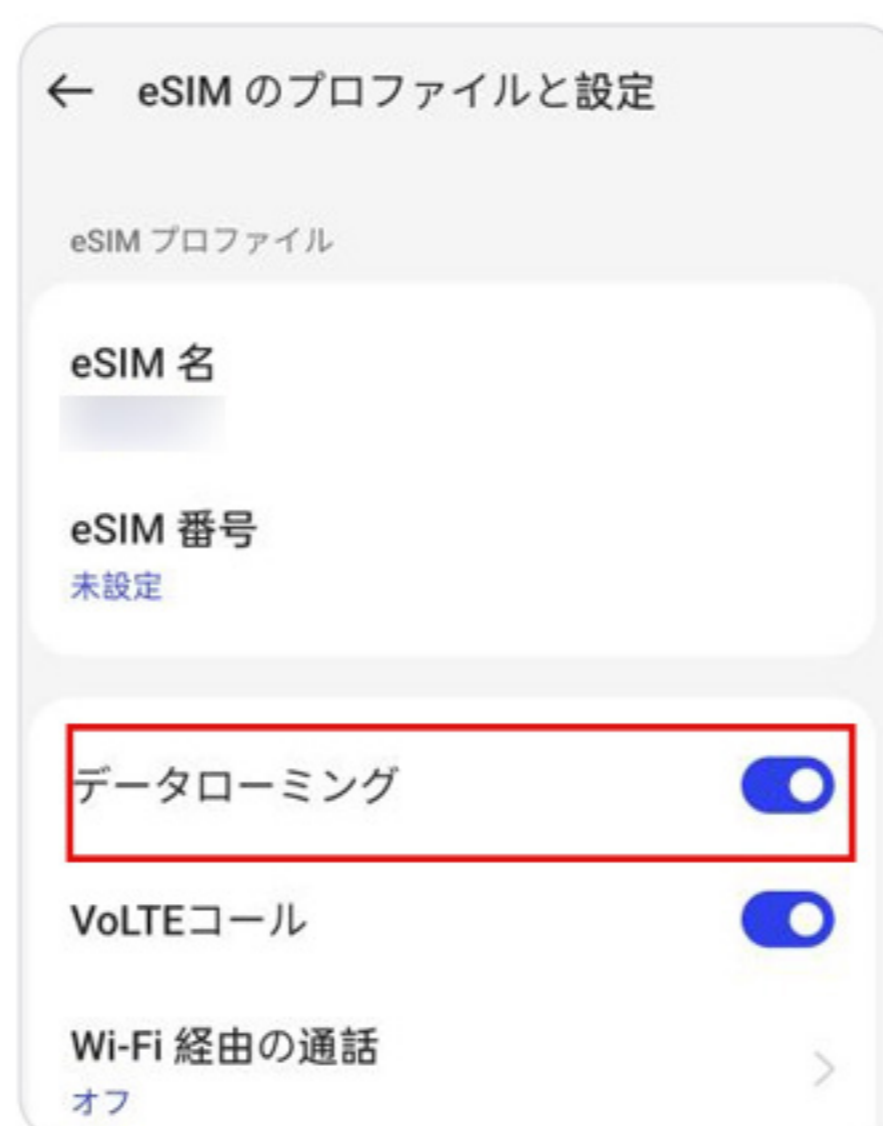 ← eSIM のプロファイルと設定
eSIM プロファイル
eSIM 名
eSIM 番号
未設定
データローミング
VoLTEコール
Wi-Fi 経由の通話
オフ